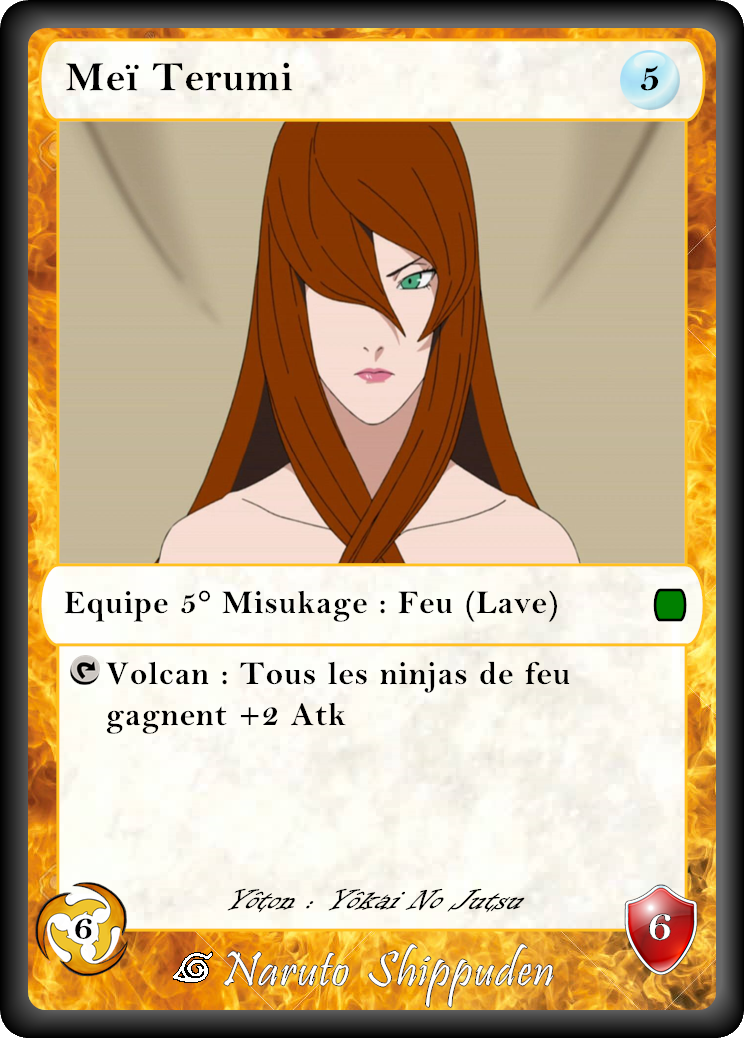 Meï Terumi
5
Equipe 5° Misukage : Feu (Lave)
Volcan : Tous les ninjas de feu
gagnent +2 Atk
Yôton : Yôkai No Jutsu
6
6
Naruto Shippuden